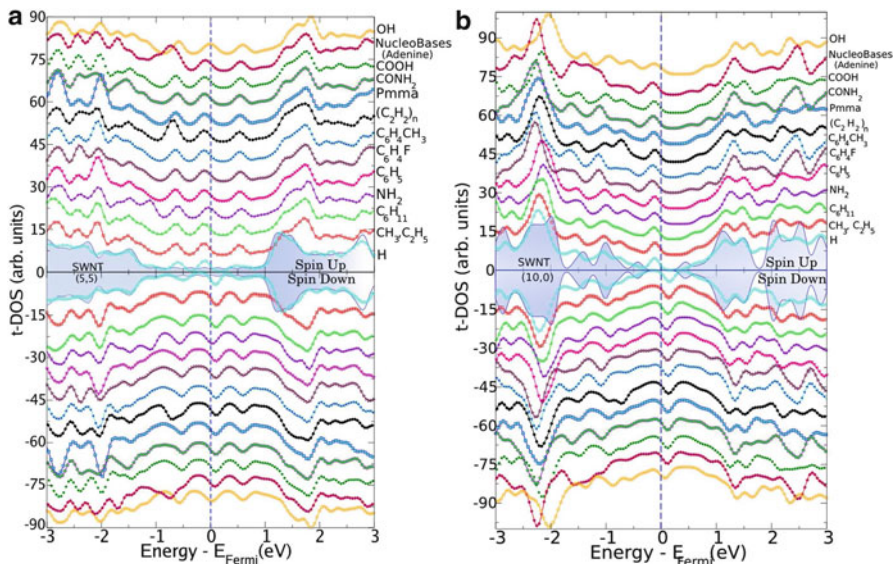 a
90
75
60
45
30
15
0
-15
-30
-45
-60
-75
-90
t-DOS (arb. units)
OH
NucleoBases
(Adenine)
COOH
CONH2
Pmma
(C2H2)n
C6H4CH3
C6H4F
C6H5
NH2
C6H11
CH3, C2H5
H
SWNT
(5,5)
Spin Up
Spin Down
-3 -2 -1 0 1 2 3
Energy - EFermi(eV)
b
90
75
60
45
30
15
0
-15
-30
-45
-60
-75
-90
t-DOS (arb. units)
OH
NucleoBases
(Adenine)
COOH
CONH2
Pmma
(C2 H2)n
C6H4CH3
C6H4F
C6H5
NH2
C6H11
CH3, C2H5
H
SWNT
(10,0)
Spin Up
Spin Down
-3 -2 -1 0 1 2 3
Energy - EFermi(eV)